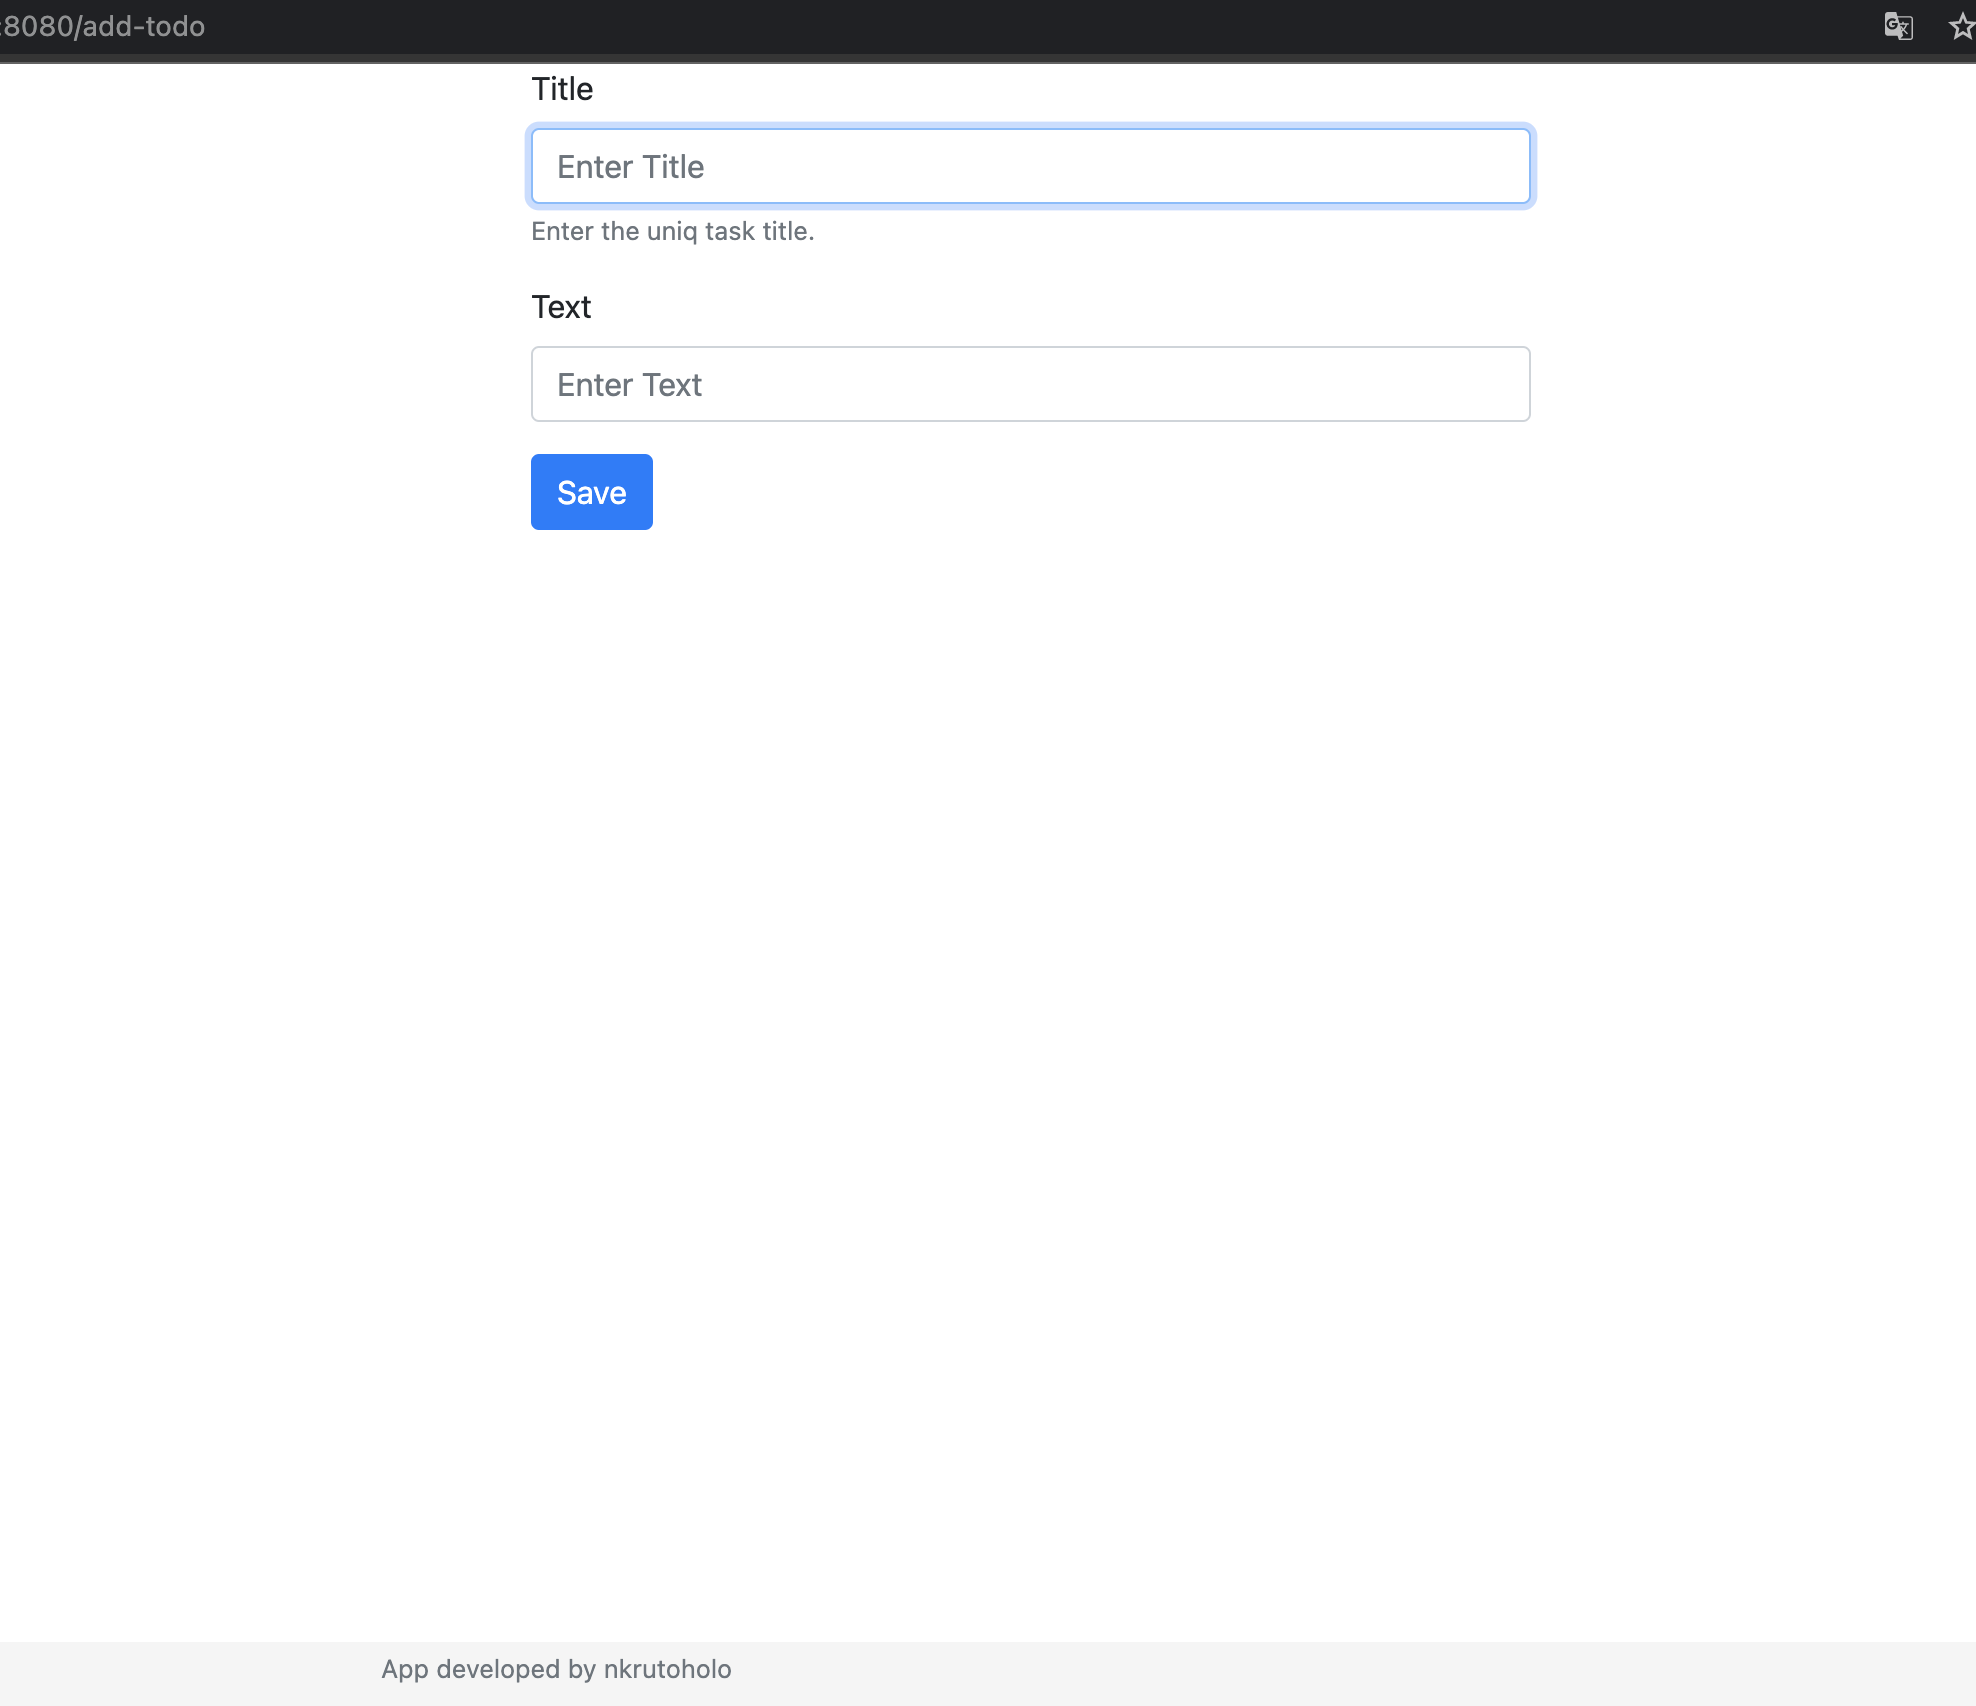 :8080/add-todo
Title
Enter Title
Enter the uniq task title.
Text
Enter Text
Save
App developed by nkrutoholo